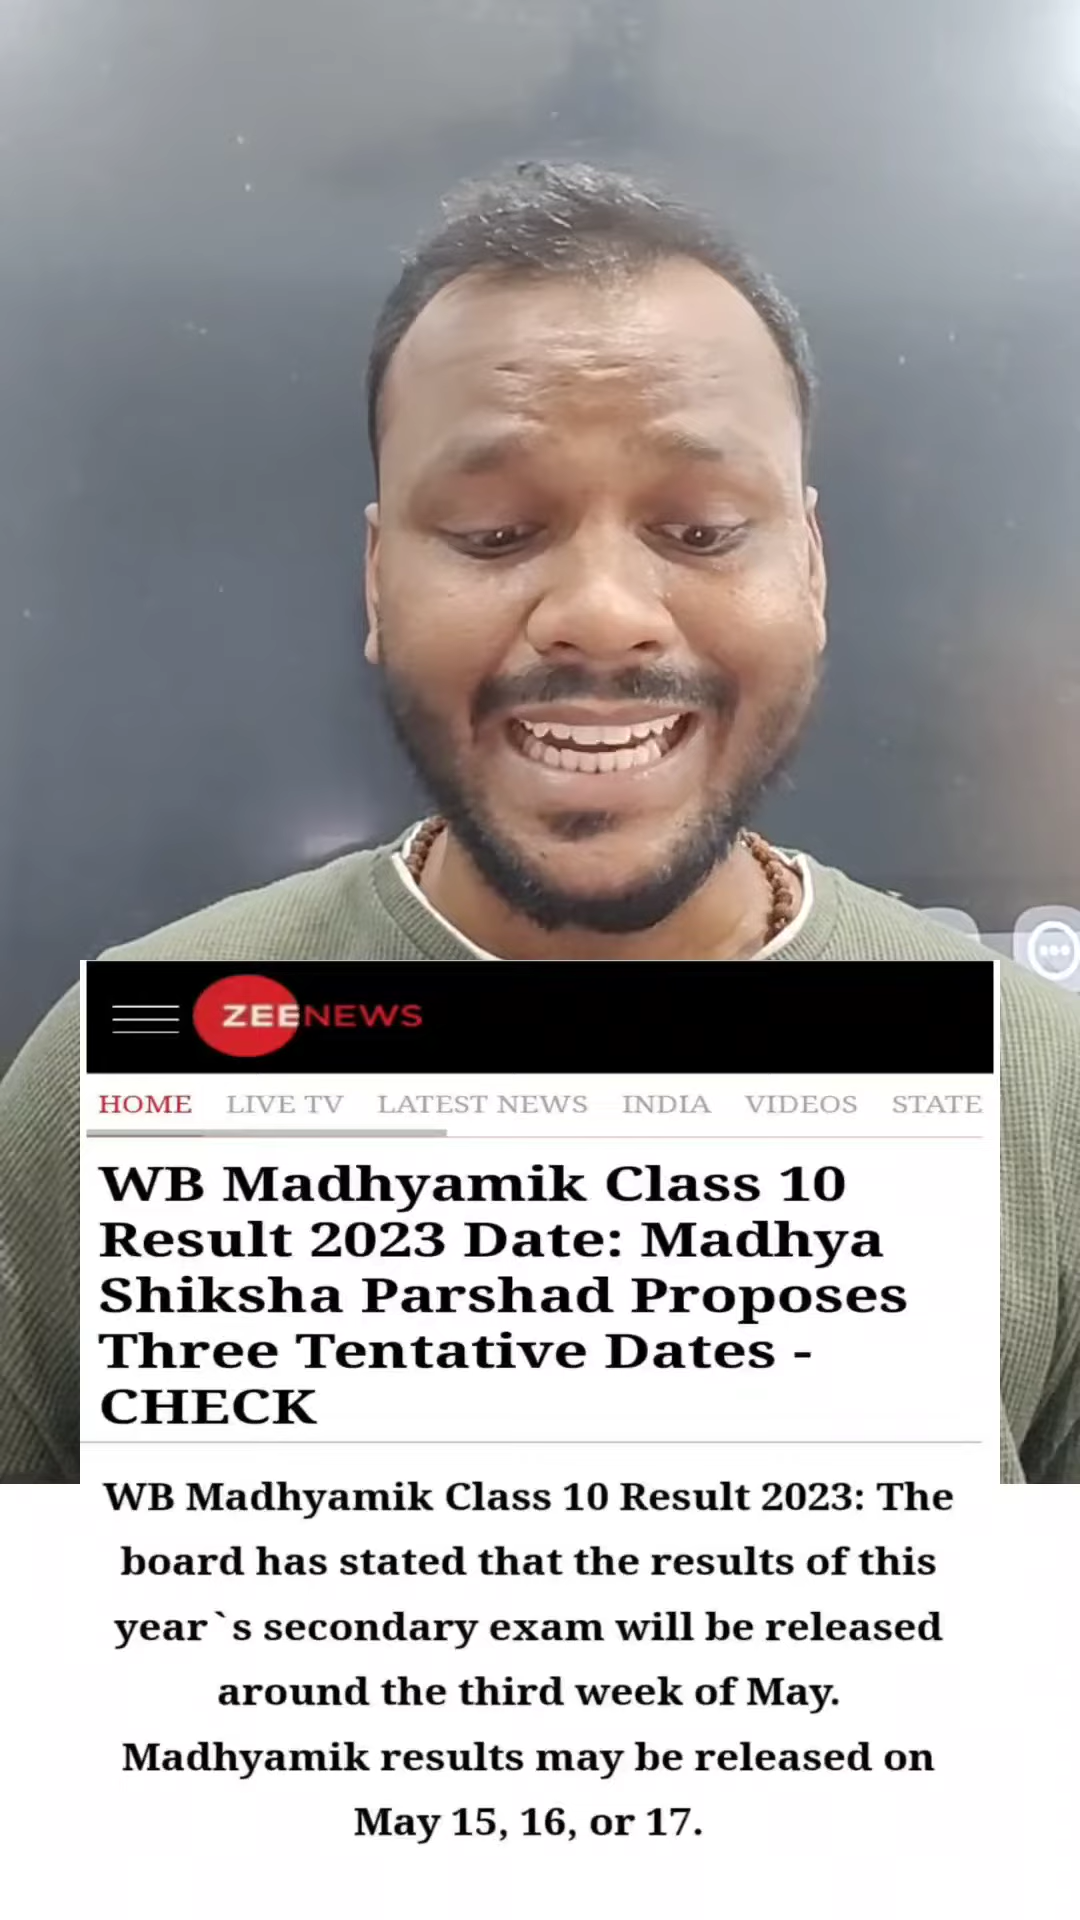 ZEENEWS
HOME LIVE TV LATEST NEWS INDIA VIDEOS STATE
WB Madhyamik Class 10
Result 2023 Date: Madhya
Shiksha Parshad Proposes
Three Tentative Dates -
CHECK
WB Madhyamik Class 10 Result 2023: The
board has stated that the results of this
year`s secondary exam will be released
around the third week of May.
Madhyamik results may be released on
May 15, 16, or 17.